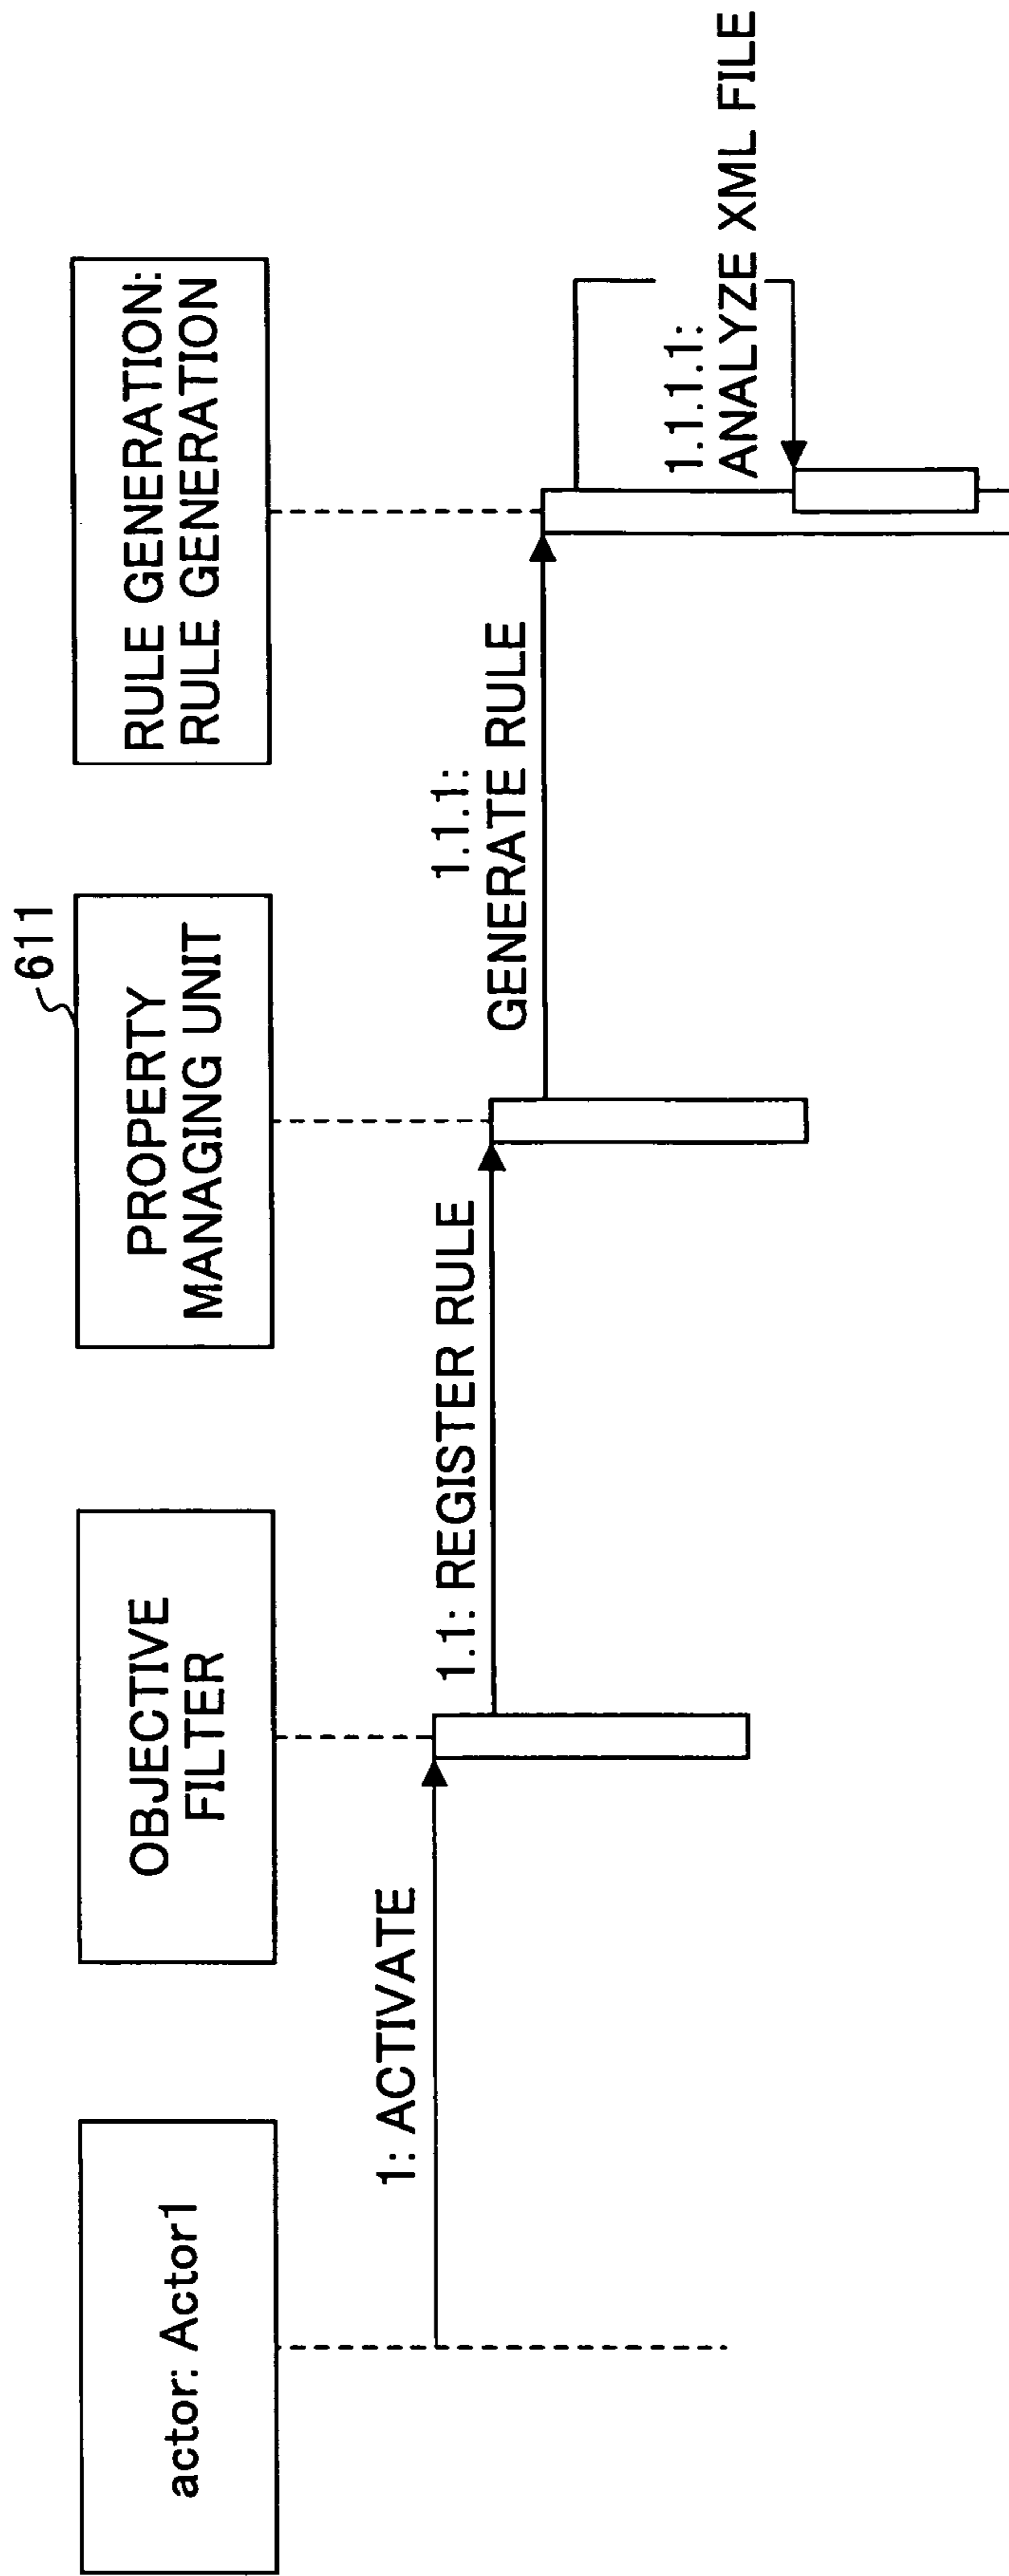 actor: Actor1
OBJECTIVE
FILTER
PROPERTY
MANAGING UNIT
611
RULE GENERATION:
RULE GENERATION
1: ACTIVATE
1.1: REGISTER RULE
1.1.1:
GENERATE RULE
1.1.1.1:
ANALYZE XML FILE